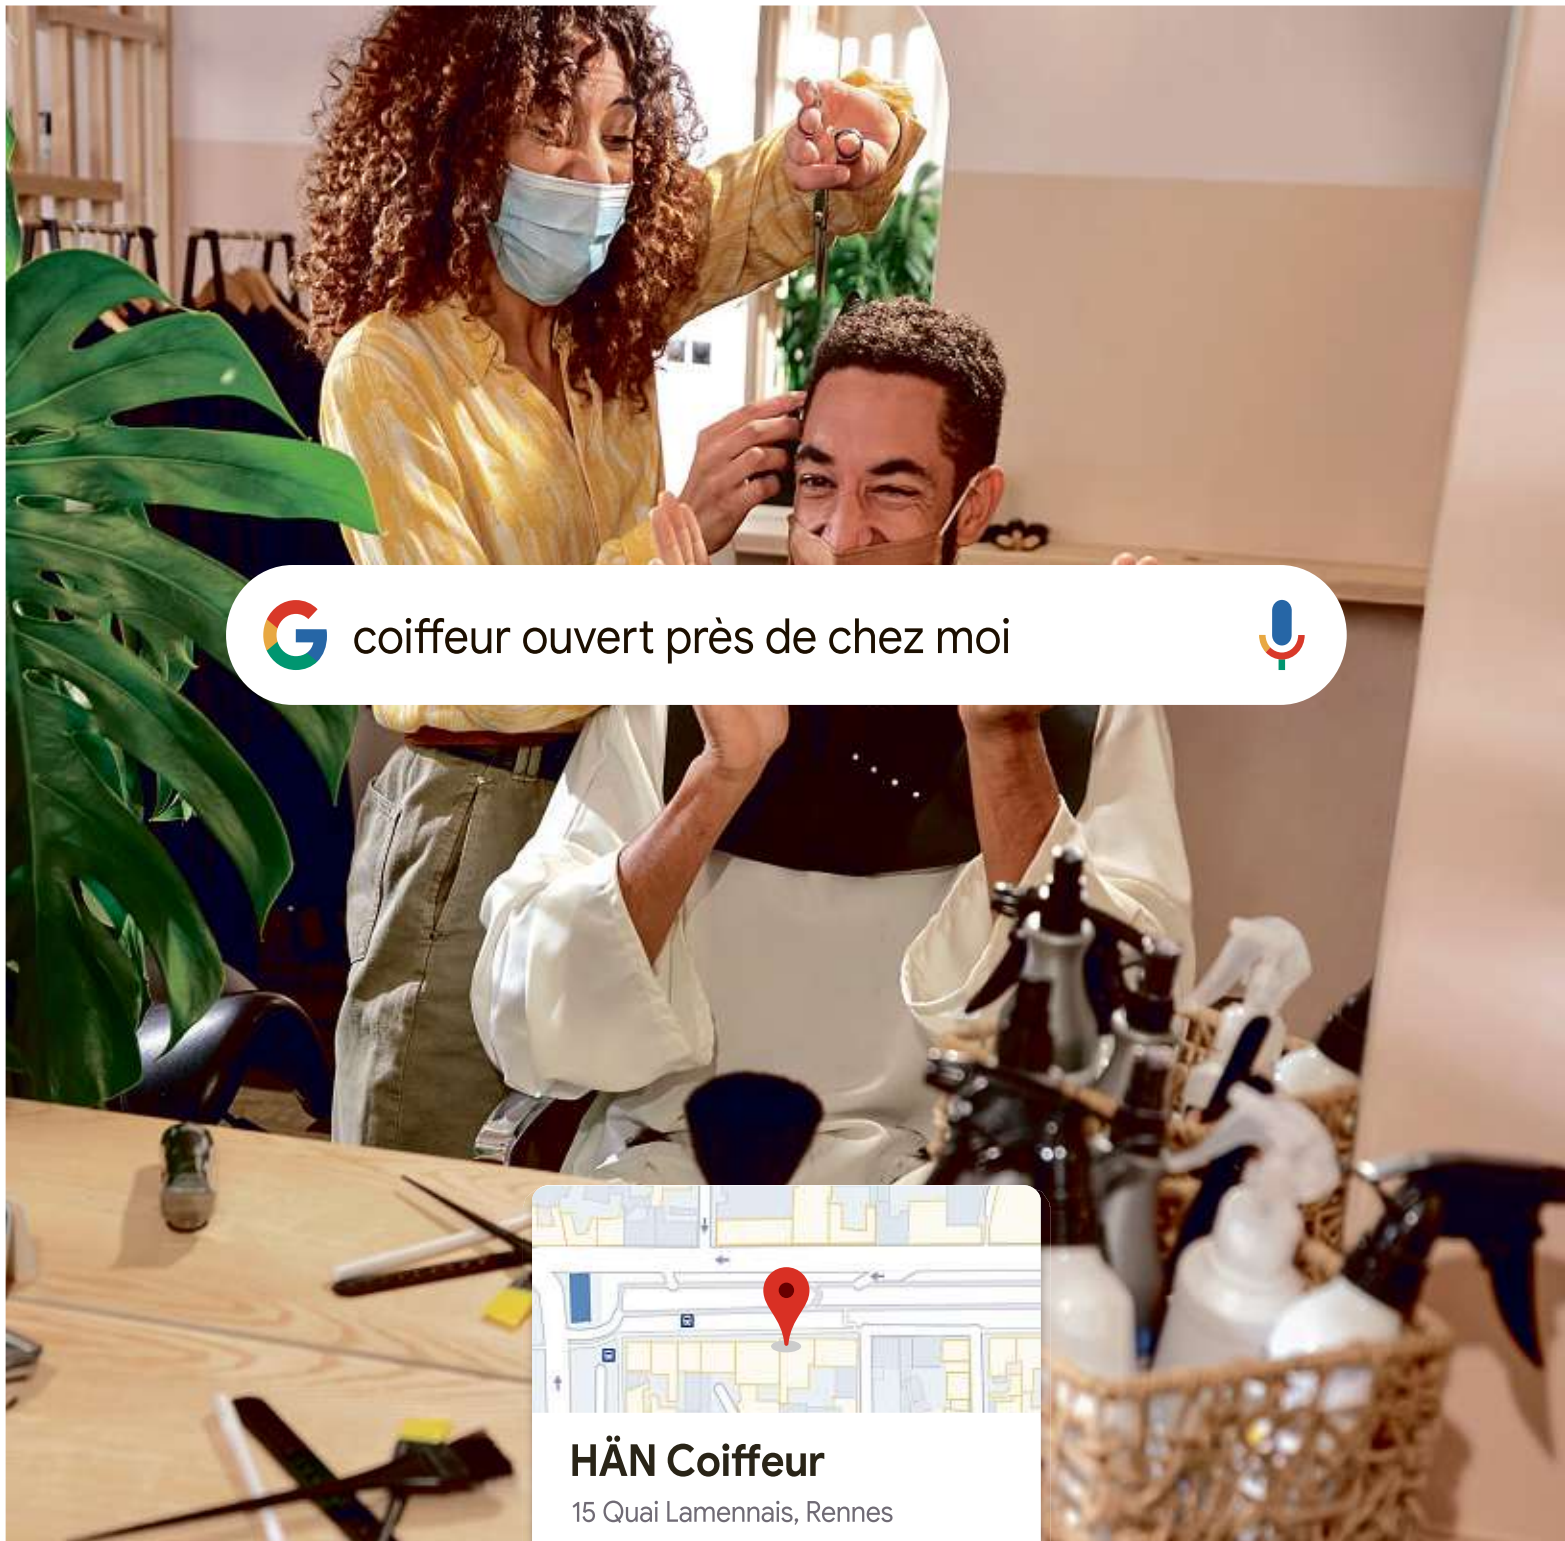 coiffeur ouvert près de chez moi
HÄN Coiffeur
15 Quai Lamennais, Rennes